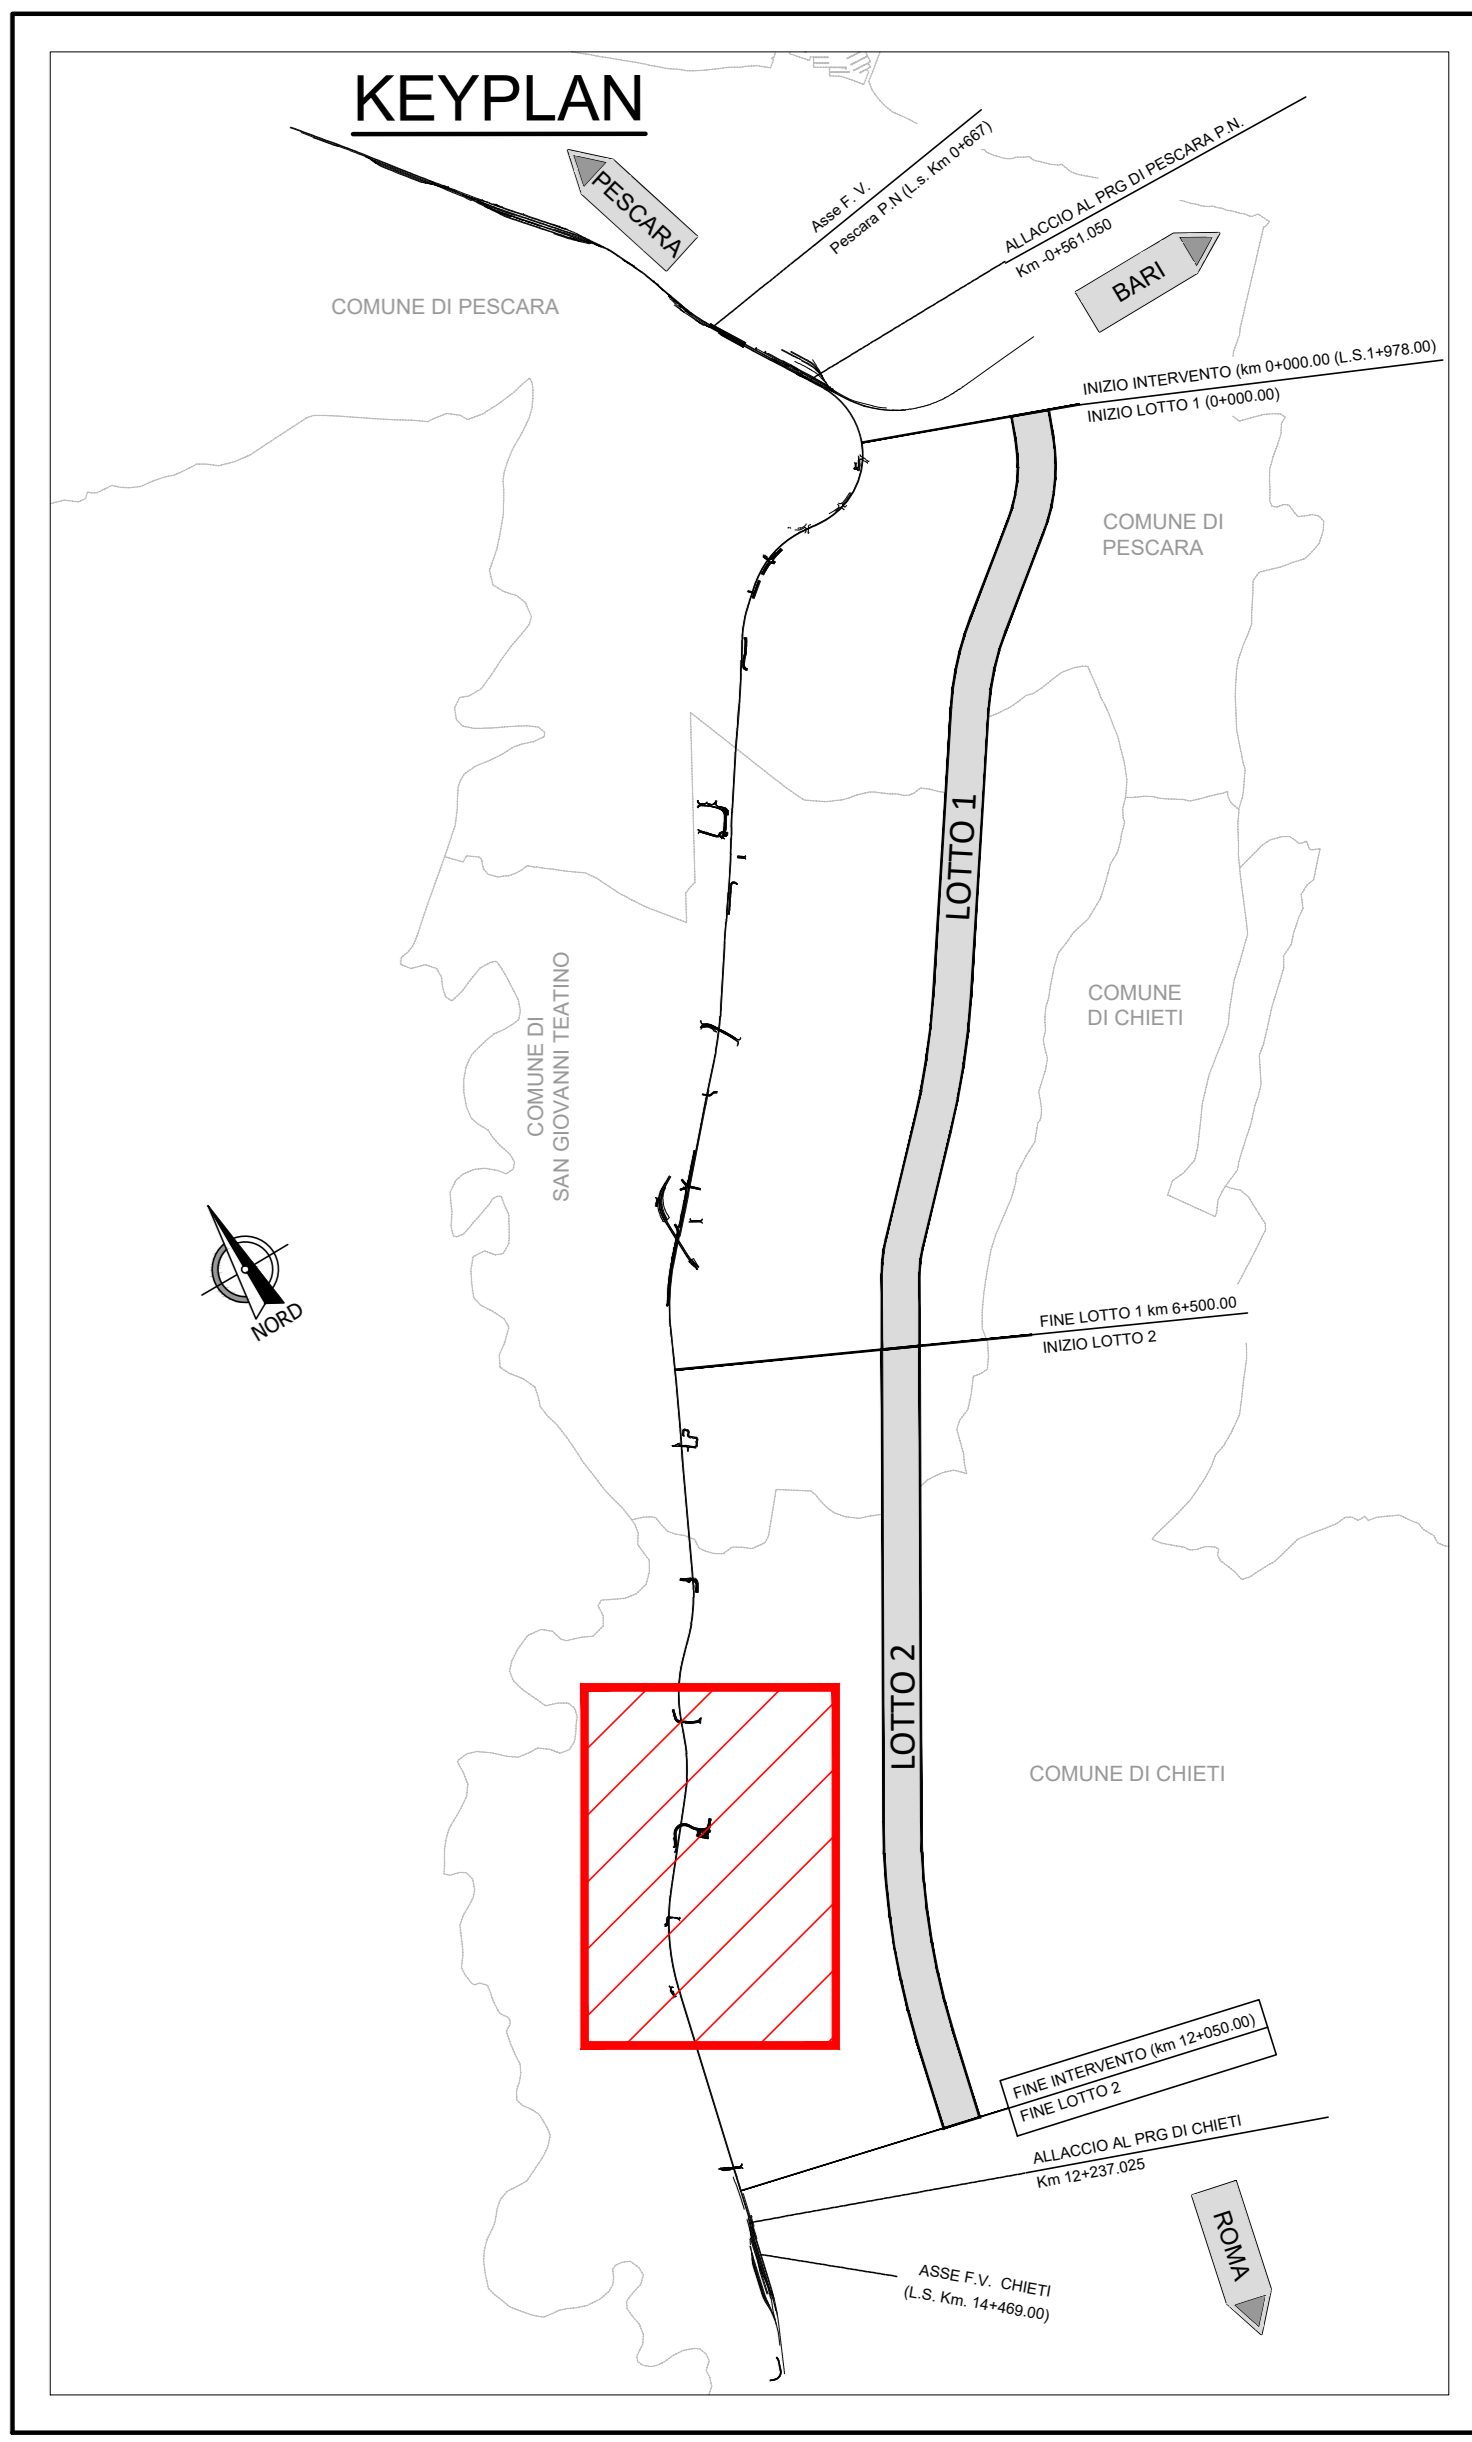 KEYPLAN
PESCARA
Asse F. V.
Pescara P.N (L.s. Km 0+667)
ALLACCIO AL PRG DI PESCARA P.N.
Km -0+561.050
BARI
COMUNE DI PESCARA
INIZIO INTERVENTO (km 0+000.00 (L.S.1+978.00)
INIZIO LOTTO 1 (0+000.00)
COMUNE DI
PESCARA
LOTTO 1
COMUNE DI
SAN GIOVANNI TEATINO
COMUNE
DI CHIETI
NORD
FINE LOTTO 1 km 6+500.00
INIZIO LOTTO 2
LOTTO 2
COMUNE DI CHIETI
FINE INTERVENTO (km 12+050.00)
FINE LOTTO 2
ALLACCIO AL PRG DI CHIETI
Km 12+237.025
ROMA
ASSE F.V. CHIETI
(L.S. Km. 14+469.00)